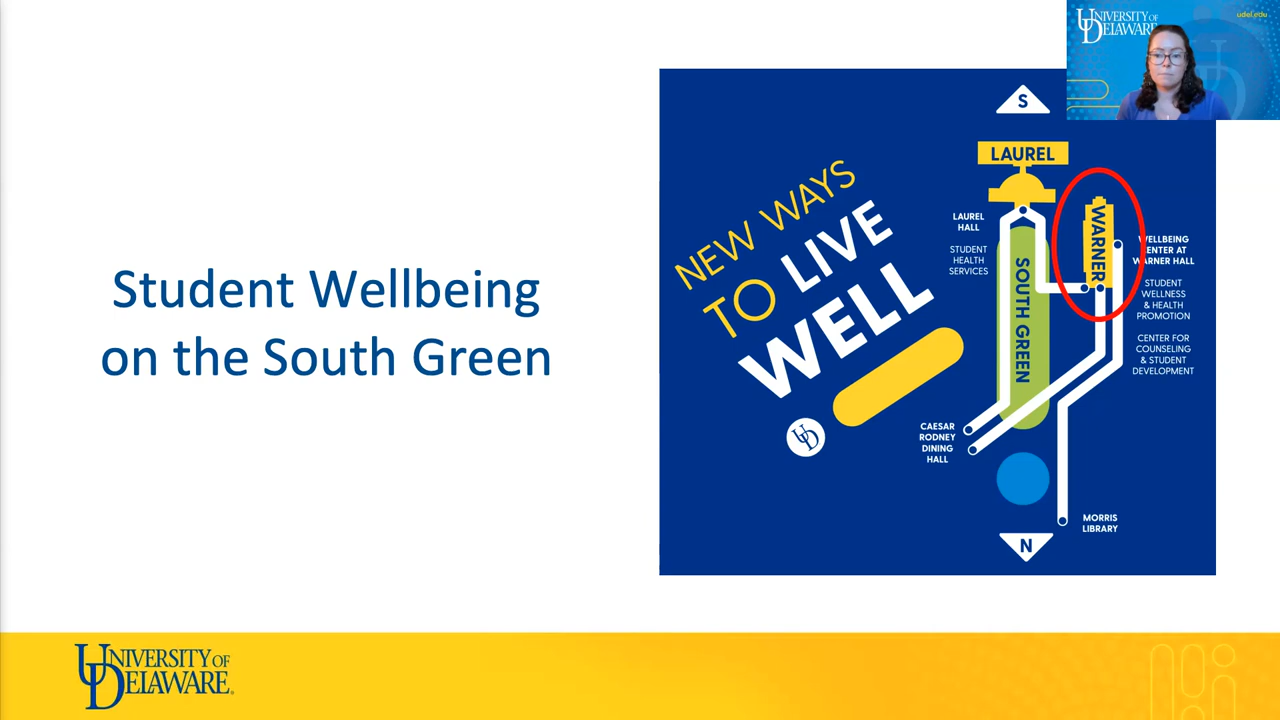 UNIVERSITY OF
DELAWARE
udel.edu
Student Wellbeing
on the South Green
NEW WAYS
TO LIVE
WELL
UD
S
LAUREL
LAUREL
HALL
STUDENT
HEALTH
SERVICES
SOUTH GREEN
WARNER
WELLBEING
ENTER AT
WARNER HALL
STUDENT
WELLNESS
& HEALTH
PROMOTION
CENTER FOR
COUNSELING
& STUDENT
DEVELOPMENT
CAESAR
RODNEY
DINING
HALL
MORRIS
LIBRARY
N
UNIVERSITY OF
DELAWARE